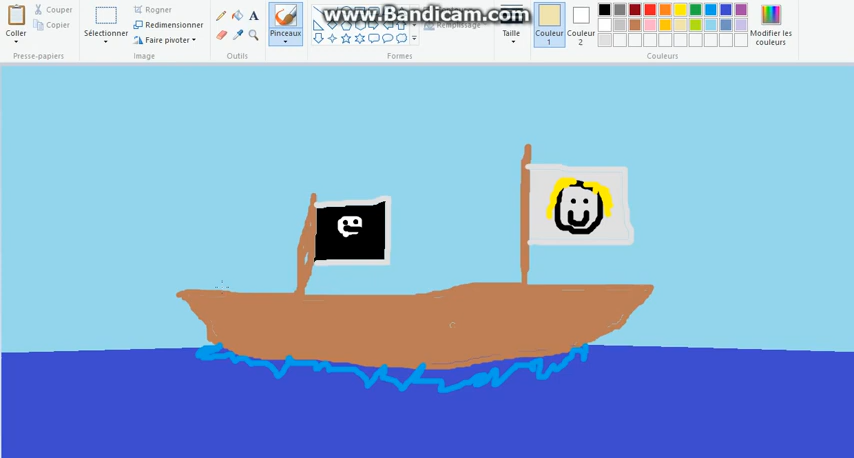 www.Bandicam.com
Coller
Couper
Copier
Presse-papiers
Sélectionner
Rogner
Redimensionner
Faire pivoter
Image
A
Outils
Pinceaux
Remplissage
Formes
Taille
Couleur 1
Couleur 2
Modifier les couleurs
Couleurs